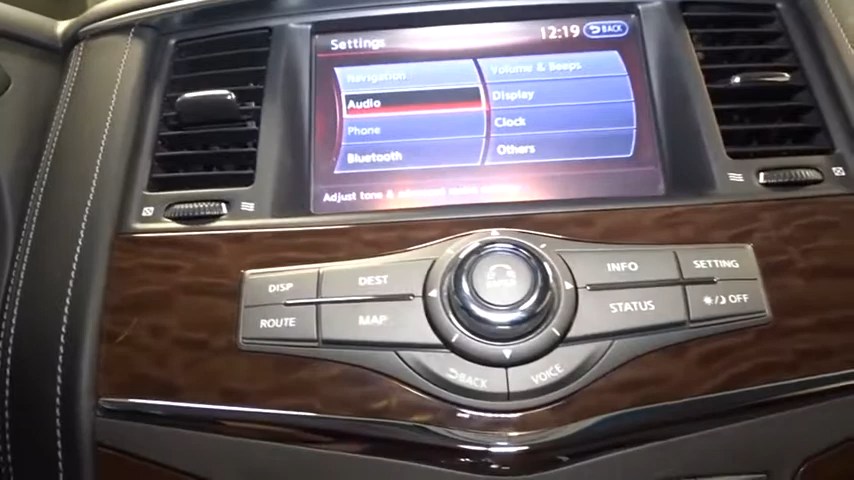 Settings 12:19 BACK
Navigation Volume & Beeps
Audio Display
Phone Clock
Bluetooth Others
Adjust tone &
DISP DEST INFO SETTING
ROUTE MAP STATUS OFF
ENTER
BACK VOICE